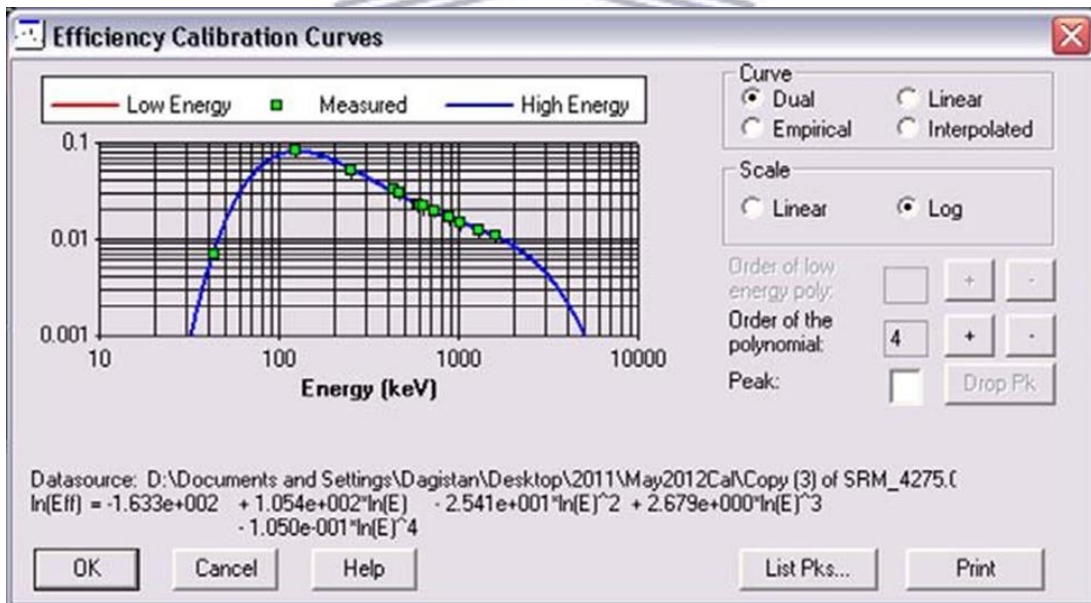 Efficiency Calibration Curves
Low Energy Measured High Energy
0.1
0.01
0.001
10 100 1000 10000
Energy (keV)
Curve
Dual Linear
Empirical Interpolated
Scale
Linear Log
Order of low
energy poly:
+ -
Order of the
polynomial:
4 + -
Peak:
Drop Pk
Datasource: D:\Documents and Settings\Dagistan\Desktop\2011\May2012Cal\Copy (3) of SRM_4275.(
ln(Eff) = -1.633e+002 + 1.054e+002*ln(E) - 2.541e+001*ln(E)^2 + 2.679e+000*ln(E)^3
- 1.050e-001*ln(E)^4
OK Cancel Help List Pks... Print